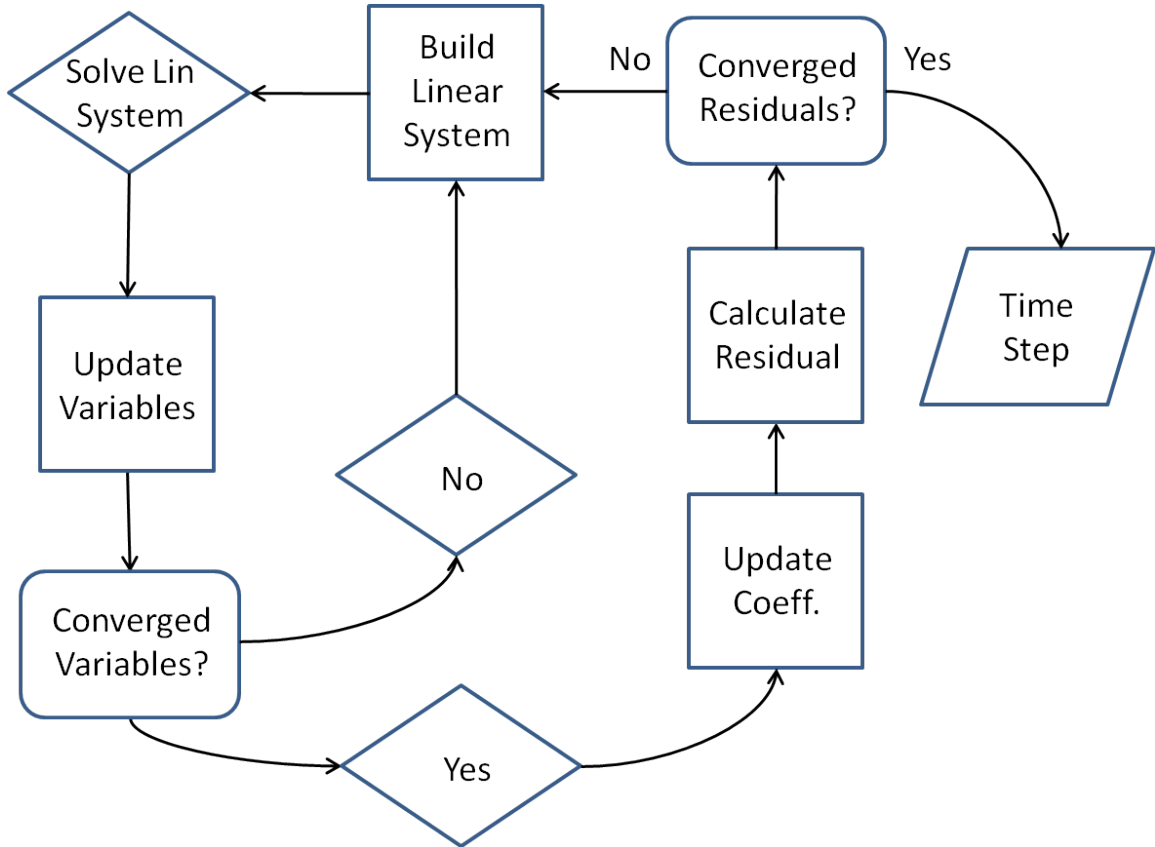 Solve Lin
System
Build
Linear
System
No
Converged
Residuals?
Yes
Update
Variables
Calculate
Residual
Time
Step
No
Update
Coeff.
Converged
Variables?
Yes